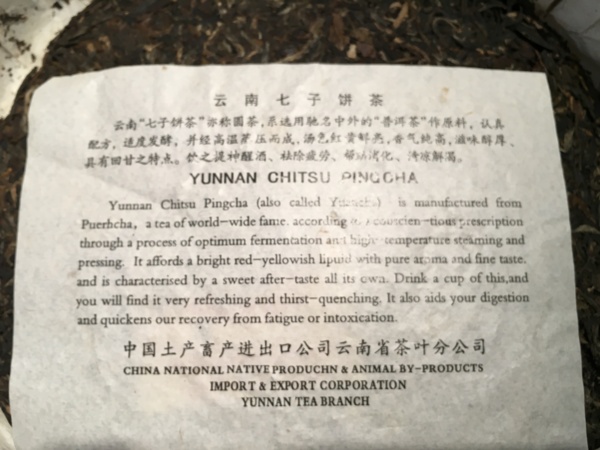 云南七子饼茶
云南"七子饼茶"亦称圆茶,系选用驰名中外的"普洱茶"作原料,认真
配方,适度发酵,并经高温蒸压而成,汤色红黄鲜亮,香气纯高,滋味醇厚、
具有回甘之特点。饮之提神醒酒、祛除疲劳、帮助消化、清凉解渴。
YUNNAN CHITSU PINGCHA
Yunnan Chitsu Pingcha (also called is manufactured from
Puerhcha, a tea of world-wide fame. according prescription
through a process of optimum fermentation and high temperature steaming and
pressing. It affords a bright red-yellowish liquid with pure aroma and fine taste.
and is characterised by a sweet after-taste all its own. Drink a cup of this,and
you will find it very refreshing and thirst-quenching. It also aids your digestion
and quickens our recovery from fatigue or intoxication.
中国土产畜产进出口公司云南省茶叶分公司
CHINA NATIONAL NATIVE PRODUCHN & ANIMAL BY-PRODUCTS
IMPORT & EXPORT CORPORATION
YUNNAN TEA BRANCH